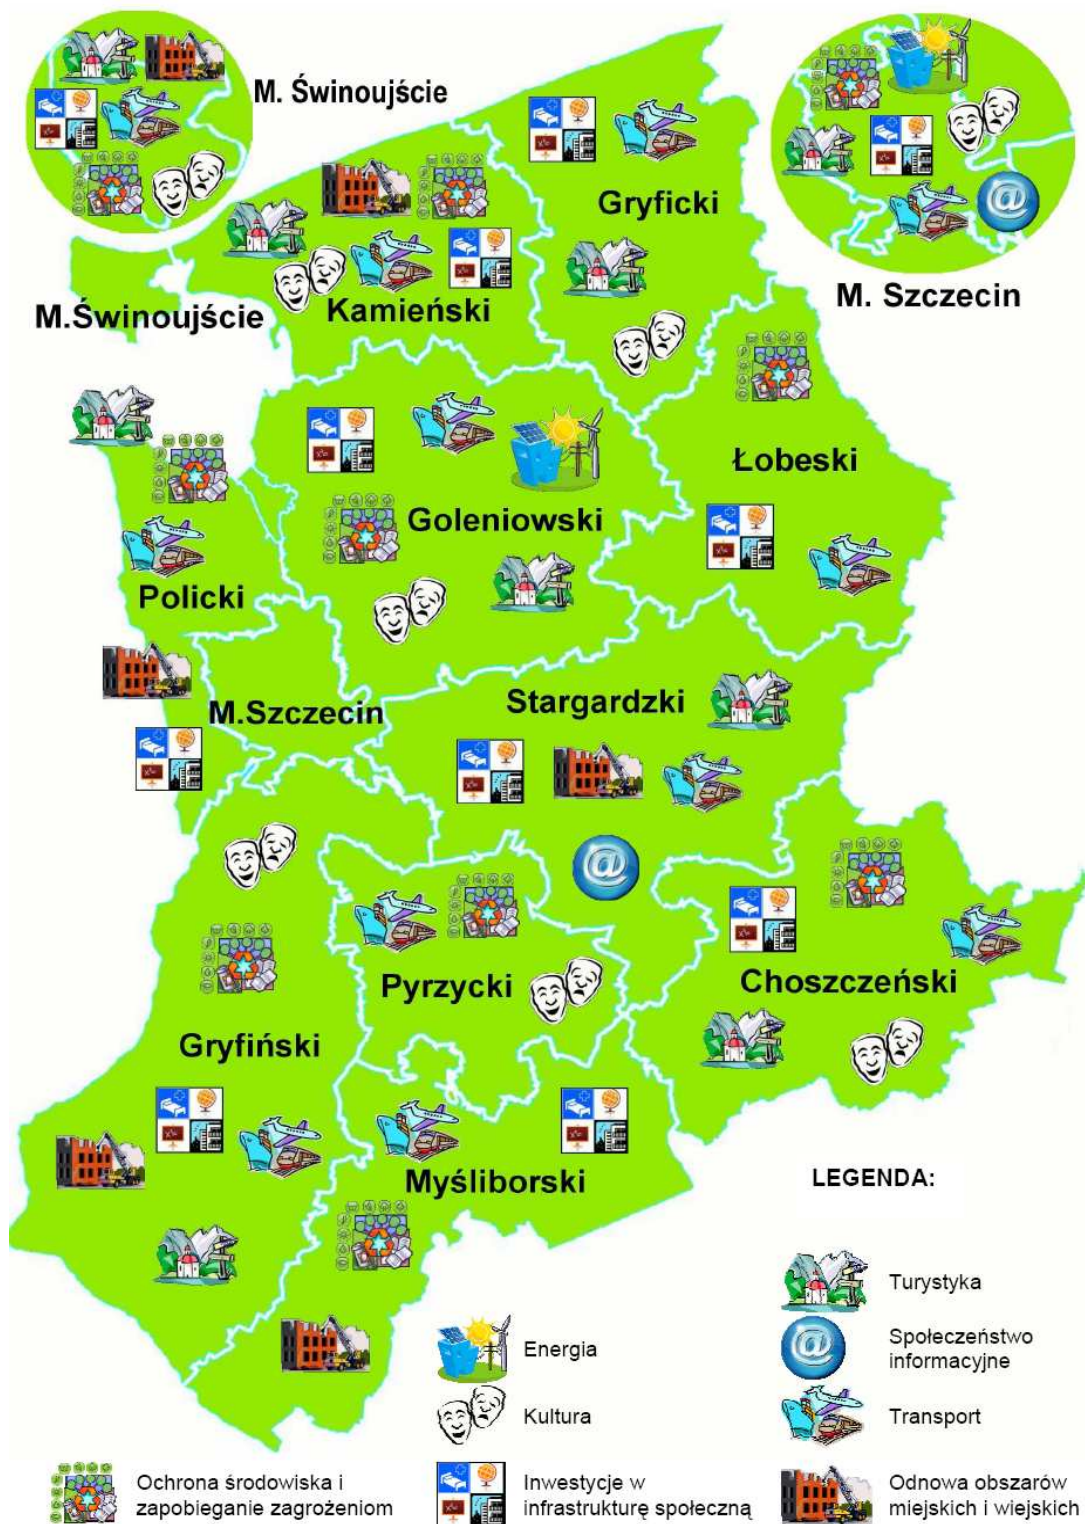 M. Świnoujście
Gryficki
M. Szczecin
M.Świnoujście
Kamieński
Łobeski
Goleniowski
Policki
M.Szczecin
Stargardzki
Pyrzycki
Choszczeński
Gryfiński
Myśliborski
LEGENDA:
Turystyka
Energia
Społeczeństwo
informacyjne
Kultura
Transport
Ochrona środowiska i
zapobieganie zagrożeniom
Inwestycje w
infrastrukturę społeczną
Odnowa obszarów
miejskich i wiejskich